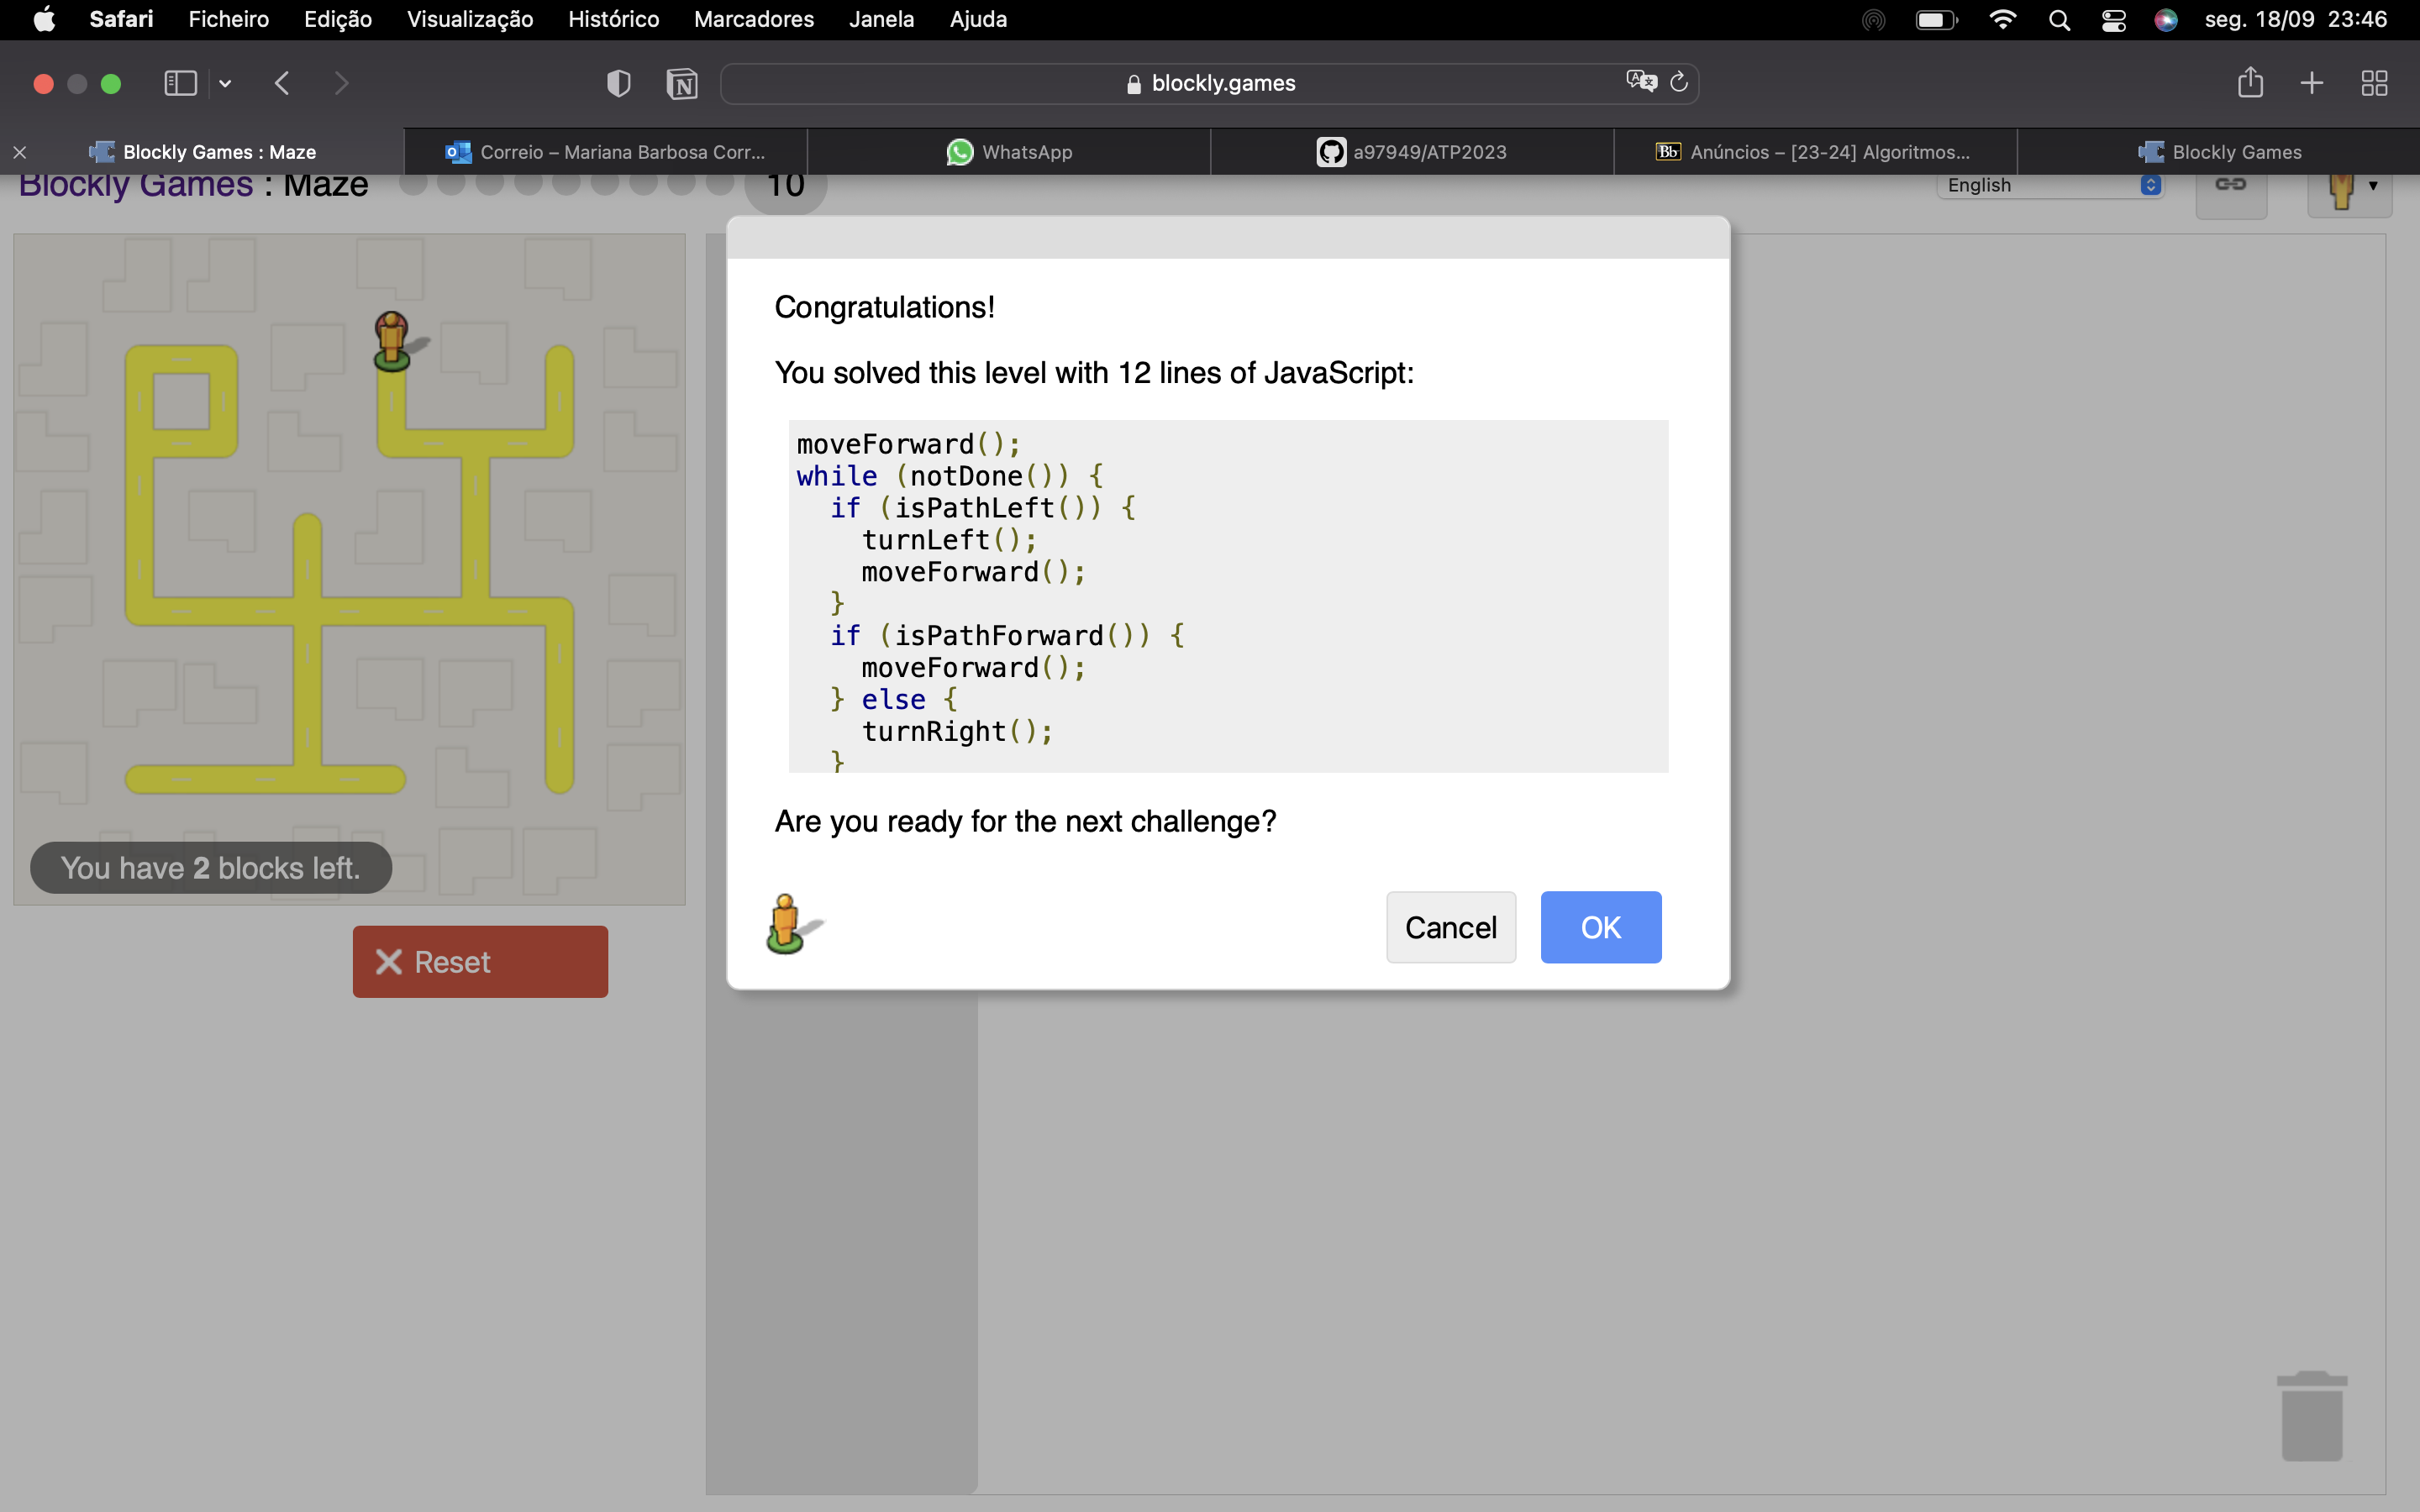 Safari Ficheiro Edição Visualização Histórico Marcadores Janela Ajuda seg. 18/09 23:46
blockly.games
Blockly Games : Maze Correio – Mariana Barbosa Corr... WhatsApp a97949/ATP2023 Bb Anúncios – [23-24] Algoritmos... Blockly Games
Blockly Games : Maze 10 English
Congratulations!
You solved this level with 12 lines of JavaScript:
moveForward();
while (notDone()) {
  if (isPathLeft()) {
    turnLeft();
    moveForward();
  }
  if (isPathForward()) {
    moveForward();
  } else {
    turnRight();
  }
Are you ready for the next challenge?
You have 2 blocks left.
Cancel OK
Reset